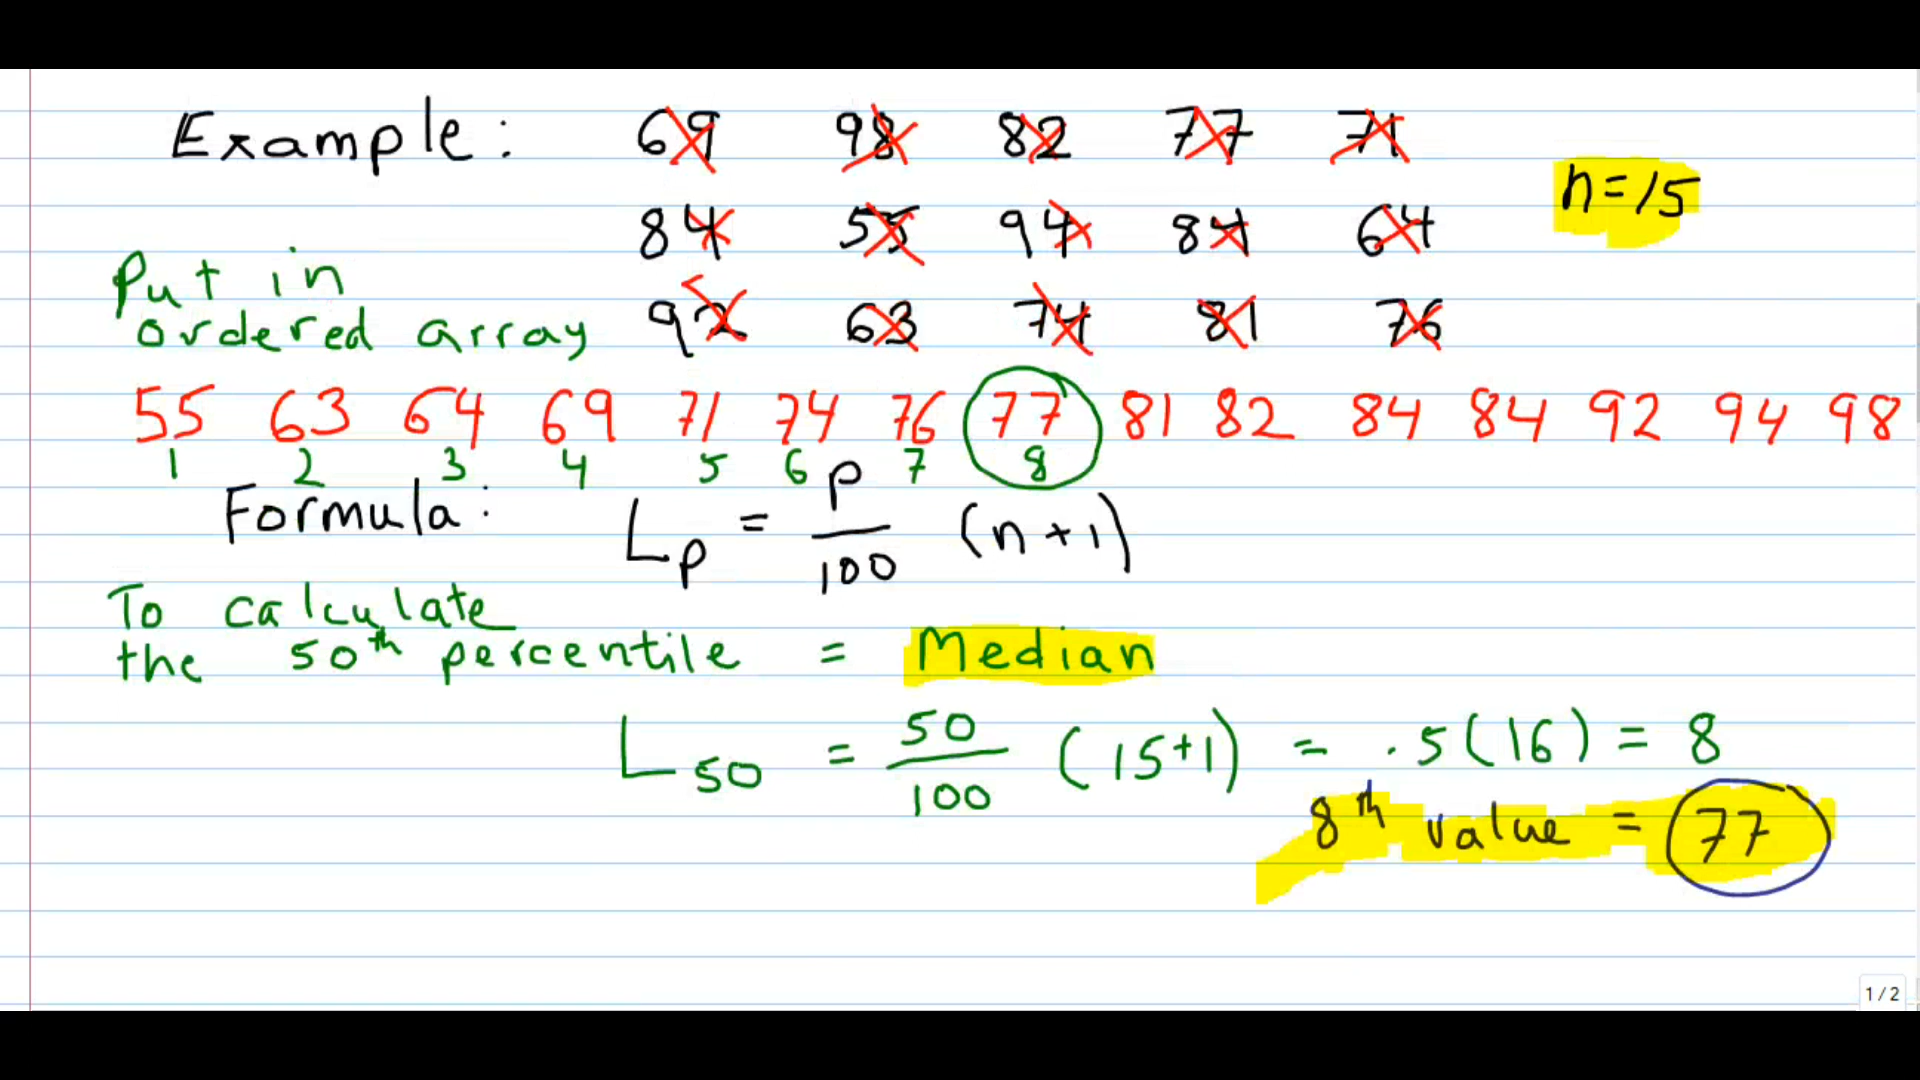 Example: 69 98 82 77 71
n=15
84 55 94 84 64
Put in
ordered array 92 63 74 81 76
55 63 64 69 71 74 76 77 81 82 84 84 92 94 98
1 2 3 4 5 6 7 8
Formula: Lp = P/100 (n+1)
To calculate
the 50th percentile = Median
L50 = 50/100 (15+1) = .5(16) = 8
8th value = 77
1/2